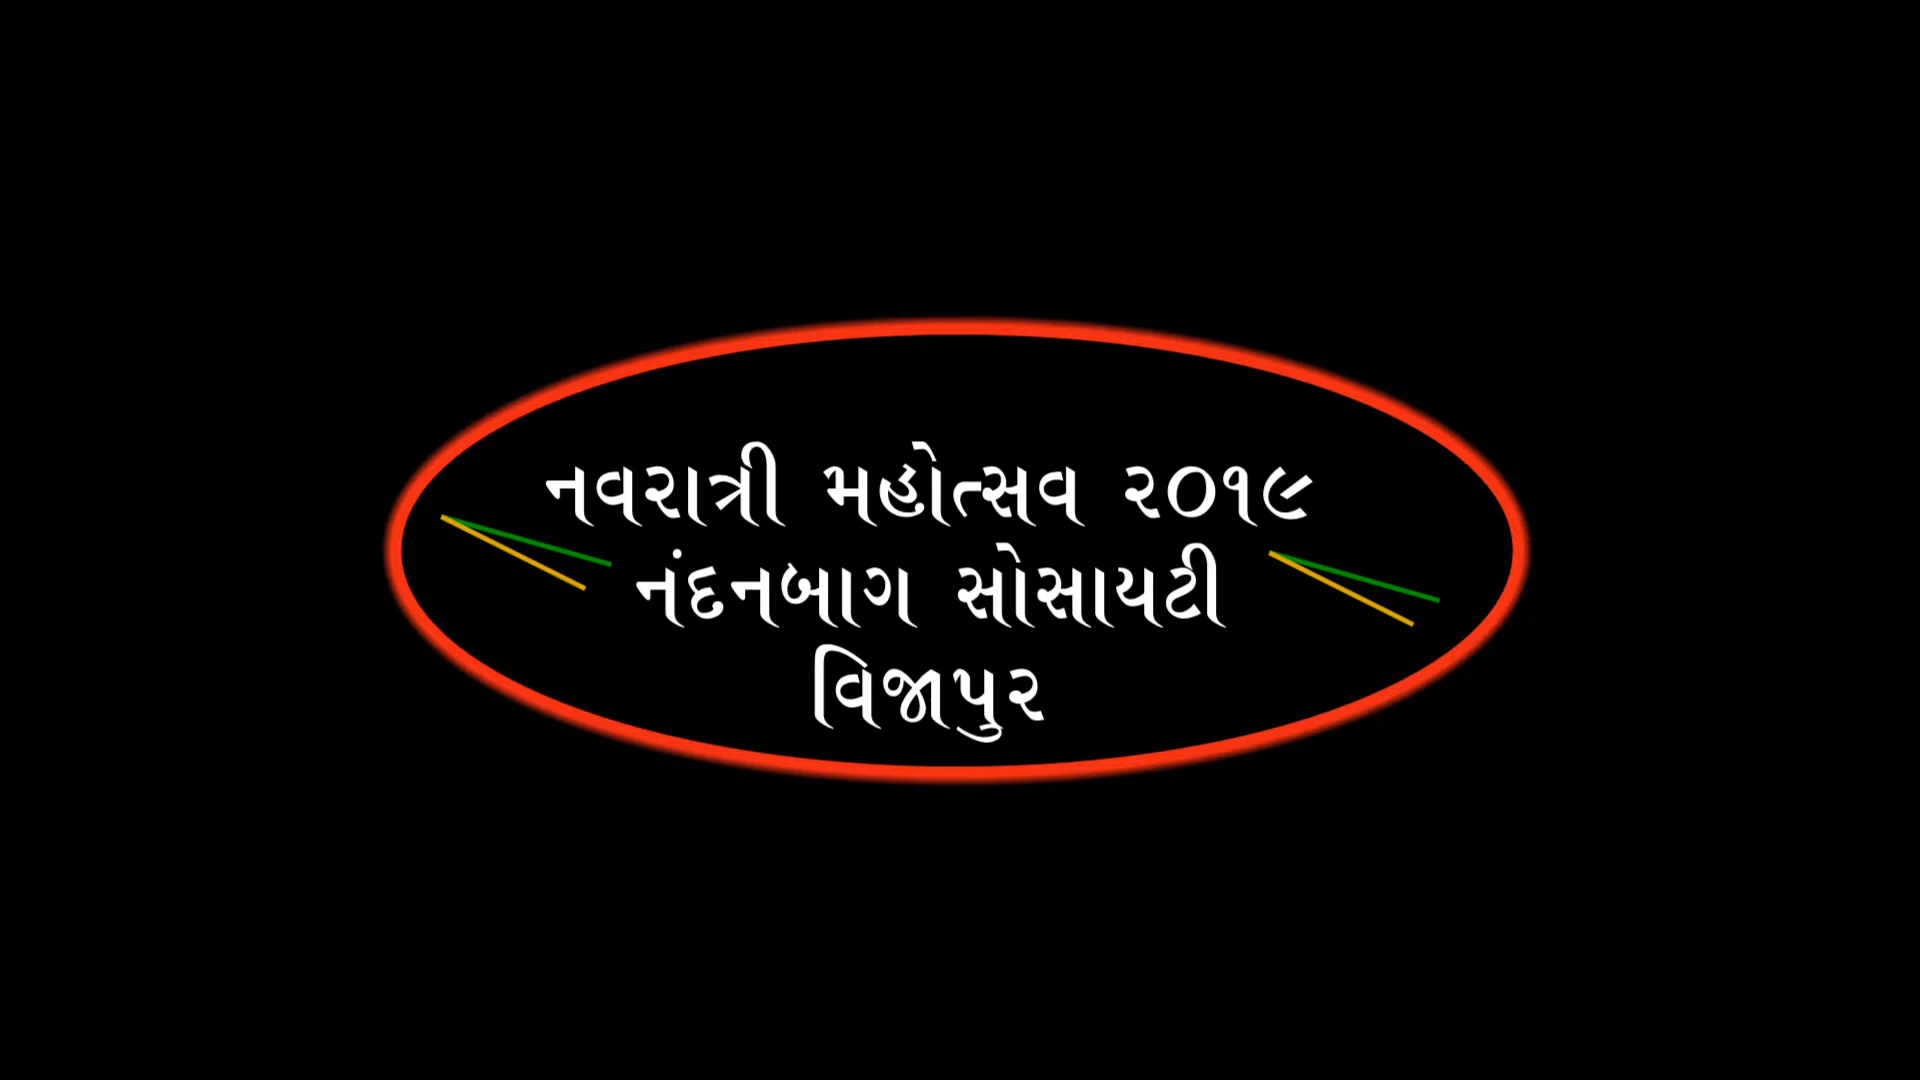 નવરાત્રી મહોત્સવ ૨૦૧૯
નંદનબાગ સોસાયટી
વિજાપુર